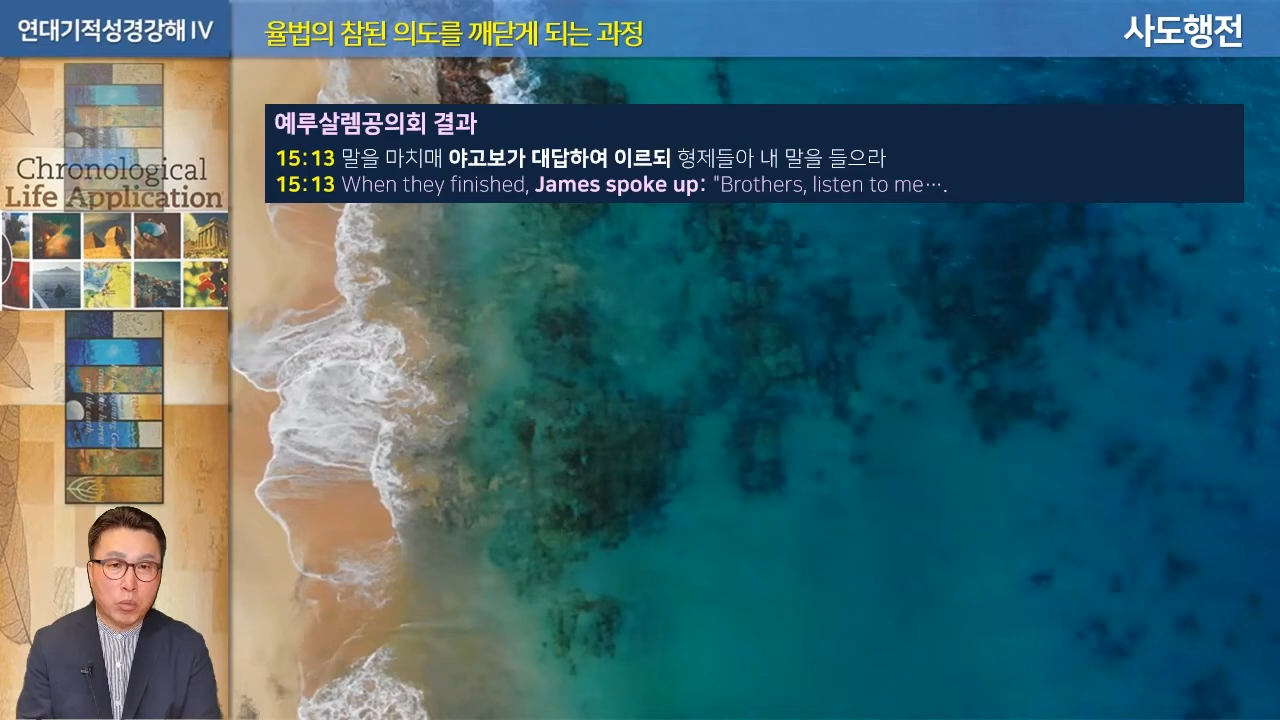 연대기적성경강해 IV
율법의 참된 의도를 깨닫게 되는 과정
사도행전
Chronological
Life Application
예루살렘공의회 결과
15:13 말을 마치매 야고보가 대답하여 이르되 형제들아 내 말을 들으라
15:13 When they finished, James spoke up: "Brothers, listen to me….